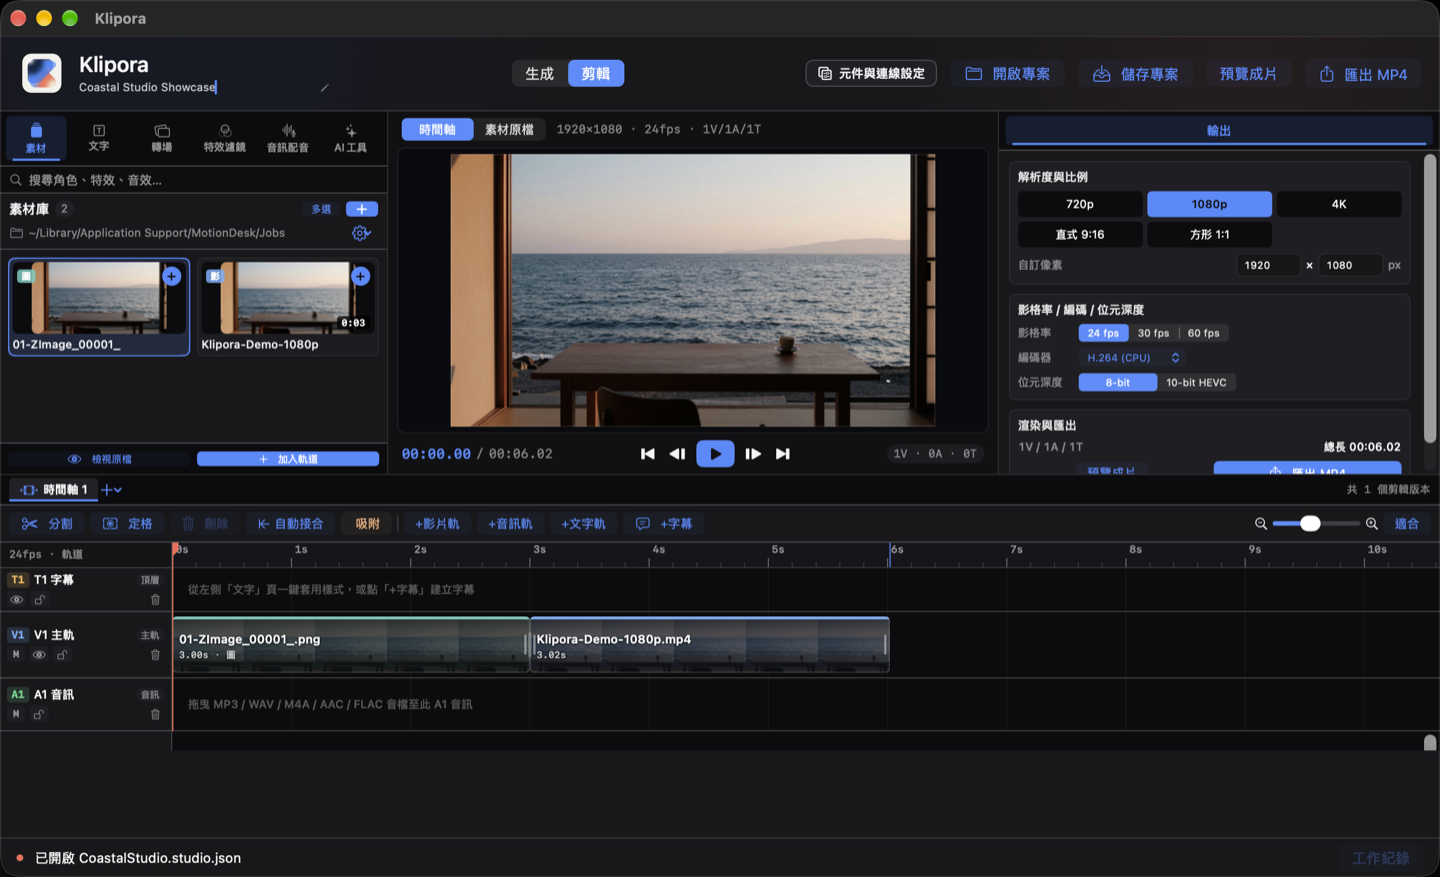 Klipora
Klipora
Coastal Studio Showcase
生成
剪輯
元件與連線設定
開啟專案
儲存專案
預覽成片
匯出 MP4
素材
文字
轉場
特效濾鏡
音訊配音
AI 工具
搜尋角色、特效、音效...
素材庫 2
多選
~/Library/Application Support/MotionDesk/Jobs
圖
01-ZImage_00001_
影
0:03
Klipora-Demo-1080p
檢視原檔
加入軌道
時間軸
素材原檔
1920×1080 · 24fps · 1V/1A/1T
00:00.00 / 00:06.02
1V · 0A · 0T
輸出
解析度與比例
720p
1080p
4K
直式 9:16
方形 1:1
自訂像素
1920 × 1080 px
影格率 / 編碼 / 位元深度
影格率
24 fps
30 fps
60 fps
編碼器
H.264 (CPU)
位元深度
8-bit
10-bit HEVC
渲染與匯出
1V / 1A / 1T
總長 00:06.02
預覽成片
匯出 MP4
時間軸 1
共 1 個剪輯版本
分割
定格
刪除
自動接合
吸附
+影片軌
+音訊軌
+文字軌
+字幕
適合
24fps · 軌道
0s
1s
2s
3s
4s
5s
6s
7s
8s
9s
10s
T1 T1 字幕
頂層
從左側「文字」頁一鍵套用樣式，或點「+字幕」建立字幕
V1 V1 主軌
主軌
M
01-ZImage_00001_.png
3.00s · 圖
Klipora-Demo-1080p.mp4
3.02s
A1 A1 音訊
音訊
M
拖曳 MP3 / WAV / M4A / AAC / FLAC 音檔至此 A1 音訊
已開啟 CoastalStudio.studio.json
工作紀錄